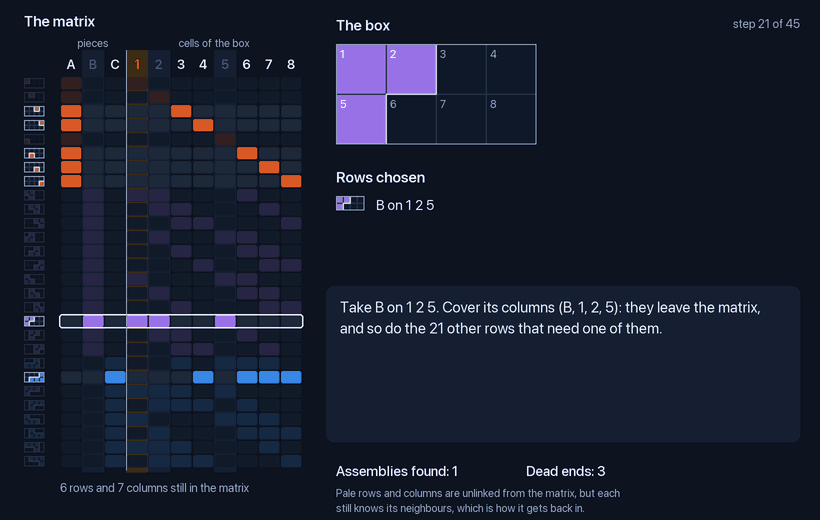 The matrix
pieces cells of the box
A B C 1 2 3 4 5 6 7 8
6 rows and 7 columns still in the matrix
The box
step 21 of 45
1 2 3 4
5 6 7 8
Rows chosen
B on 1 2 5
Take B on 1 2 5. Cover its columns (B, 1, 2, 5): they leave the matrix,
and so do the 21 other rows that need one of them.
Assemblies found: 1 Dead ends: 3
Pale rows and columns are unlinked from the matrix, but each
still knows its neighbours, which is how it gets back in.